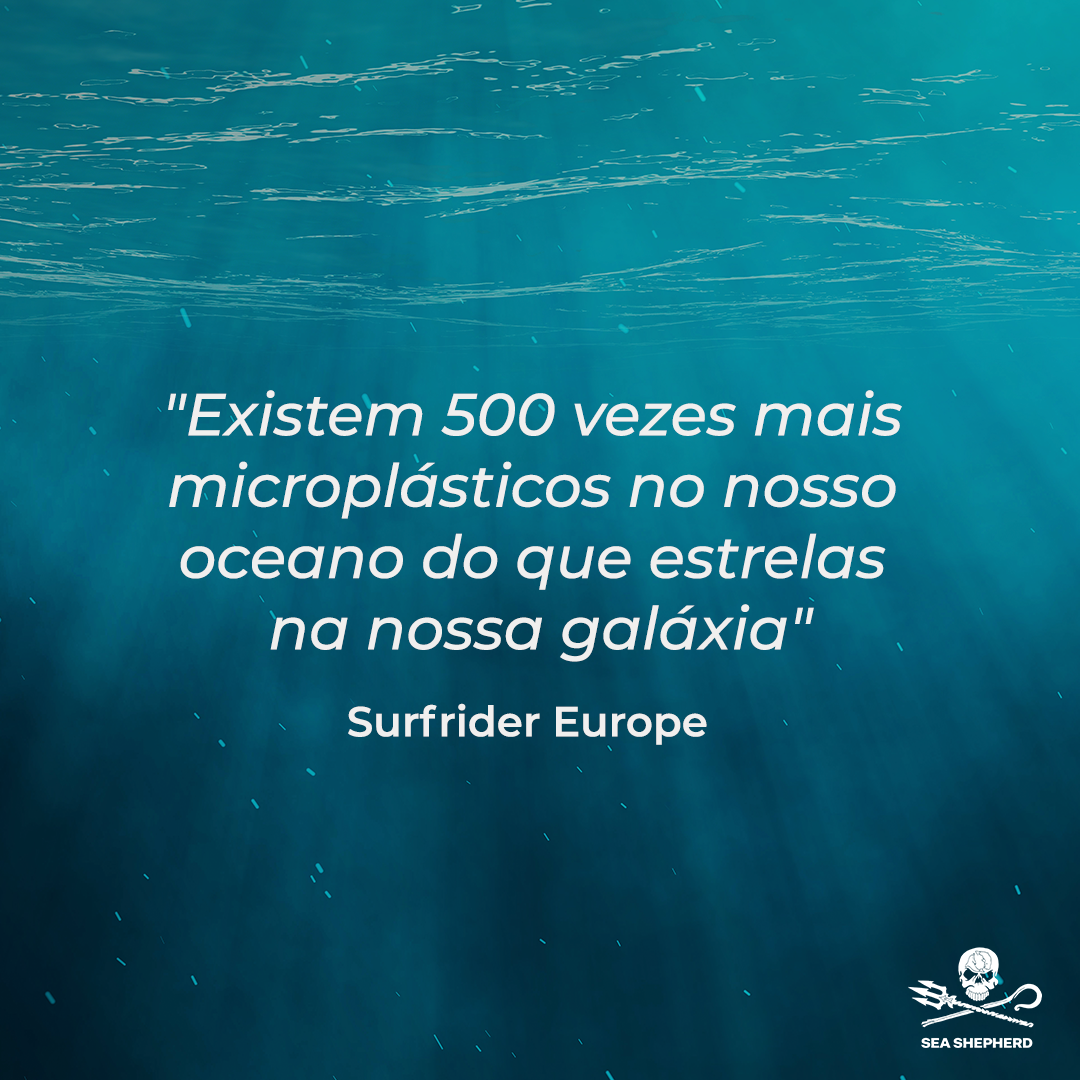 "Existem 500 vezes mais
microplásticos no nosso
oceano do que estrelas
na nossa galáxia"
Surfrider Europe
SEA SHEPHERD